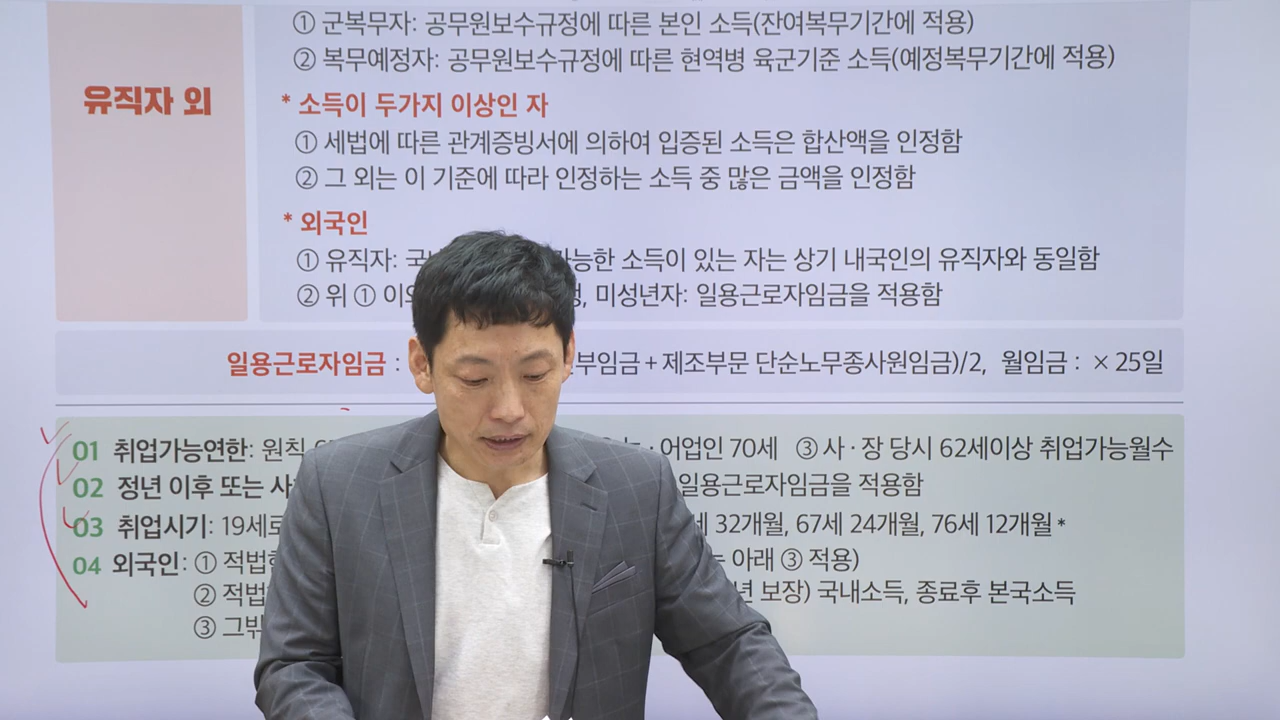 ① 군복무자: 공무원보수규정에 따른 본인 소득(잔여복무기간에 적용)
② 복무예정자: 공무원보수규정에 따른 현역병 육군기준 소득(예정복무기간에 적용)
유직자 외
* 소득이 두가지 이상인 자
① 세법에 따른 관계증빙서에 의하여 입증된 소득은 합산액을 인정함
② 그 외는 이 기준에 따라 인정하는 소득 중 많은 금액을 인정함
* 외국인
① 유직자: 가능한 소득이 있는 자는 상기 내국인의 유직자와 동일함
② 위 ① 미성년자: 일용근로자임금을 적용함
일용근로자임금 : 부임금 + 제조부문 단순노무종사원임금)/2, 월임금 : × 25일
01 취업가능연한: 원칙 · 어업인 70세 ③ 사 · 장 당시 62세이상 취업가능월수
02 정년 이후 또는 일용근로자임금을 적용함
03 취업시기: 19세 32개월, 67세 24개월, 76세 12개월 *
04 외국인: ① 아래 ③ 적용)
② 보장) 국내소득, 종료후 본국소득
③